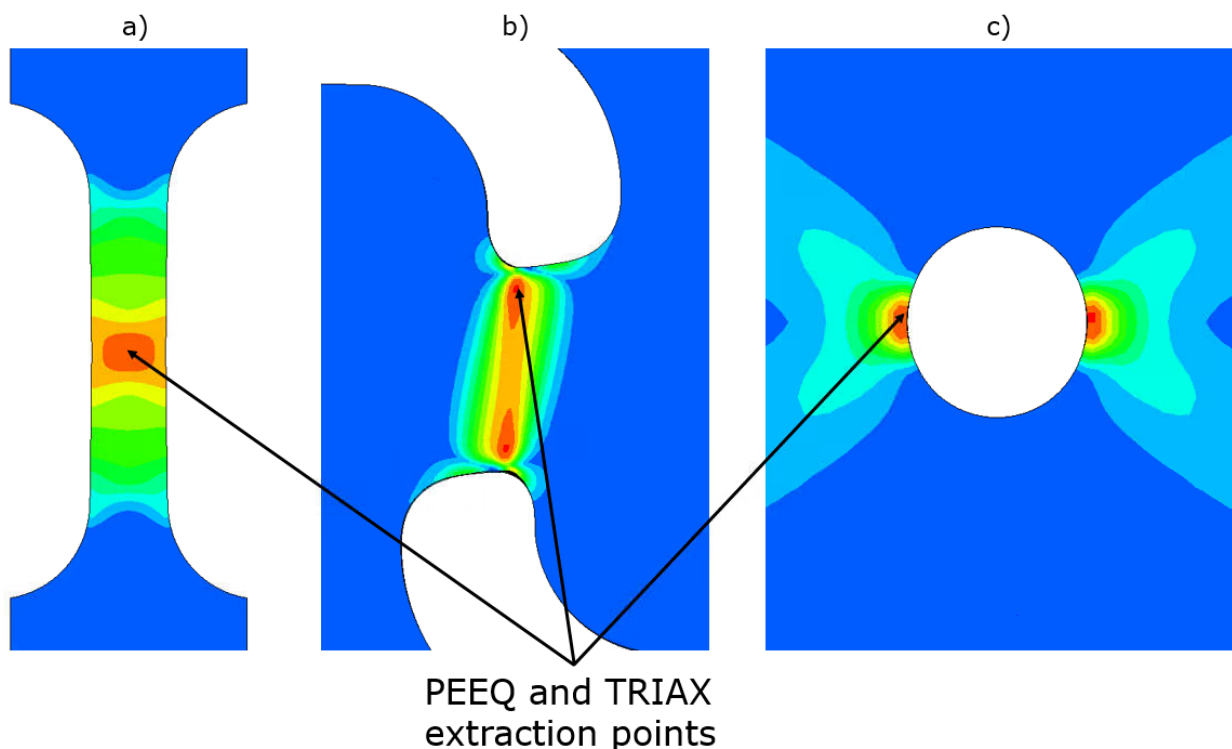 a)
b)
c)
PEEQ and TRIAX
extraction points